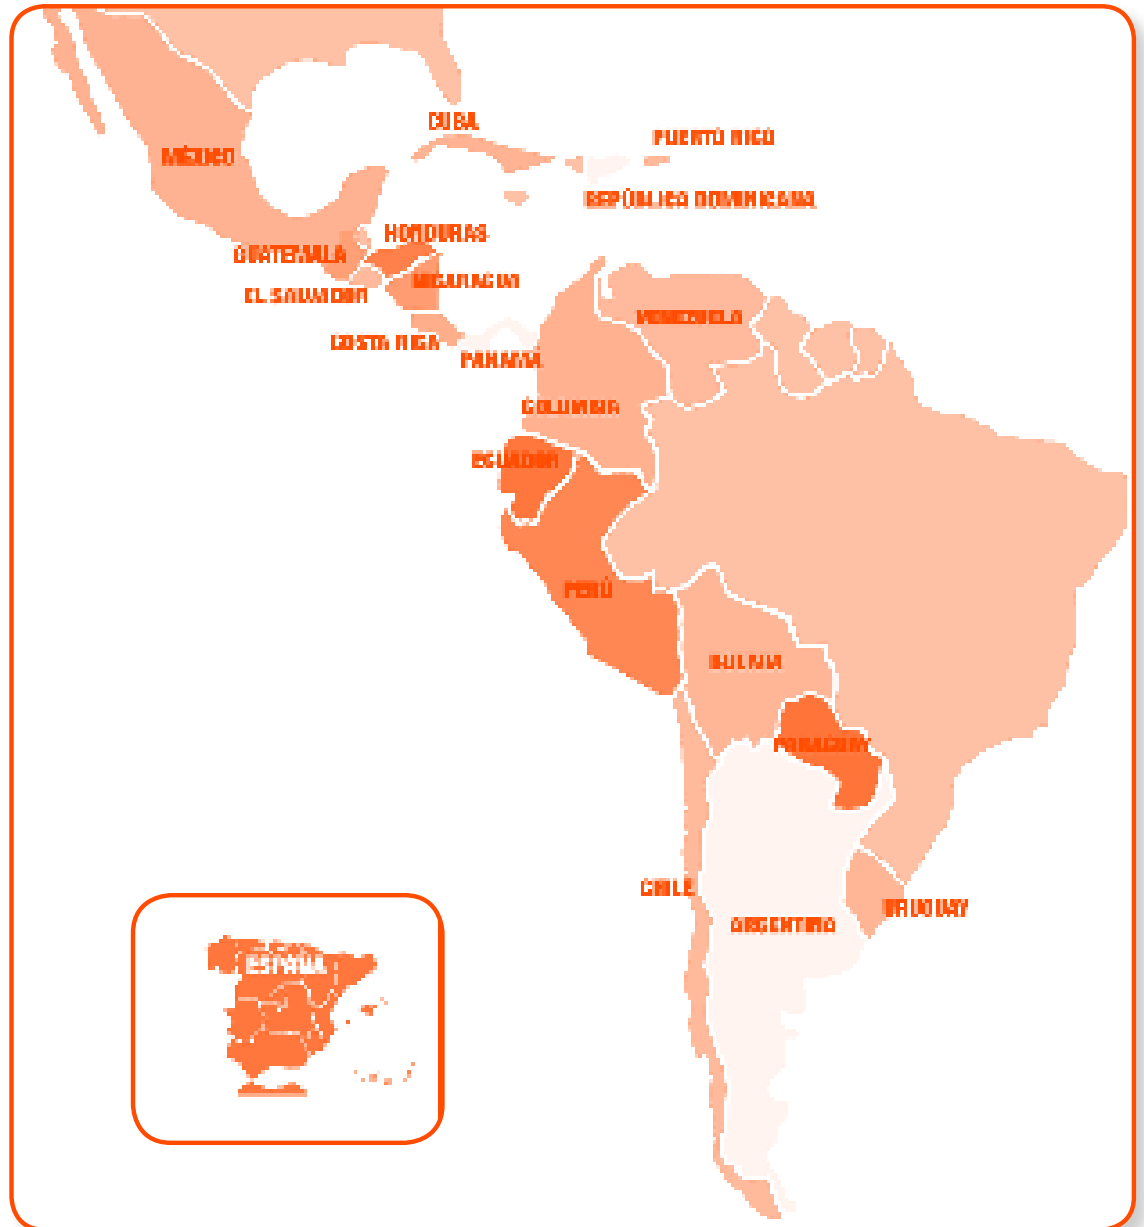 CUBA
PUERTO RICO
MÉXICO
REPÚBLICA DOMINICANA
HONDURAS
GUATEMALA
NICARAGUA
EL SALVADOR
VENEZUELA
COSTA RICA
PANAMÁ
COLUMBIA
ECUADOR
PERÚ
BOLIVIA
PARAGUAY
CHILE
URUGUAY
ARGENTINA
ESPAÑA